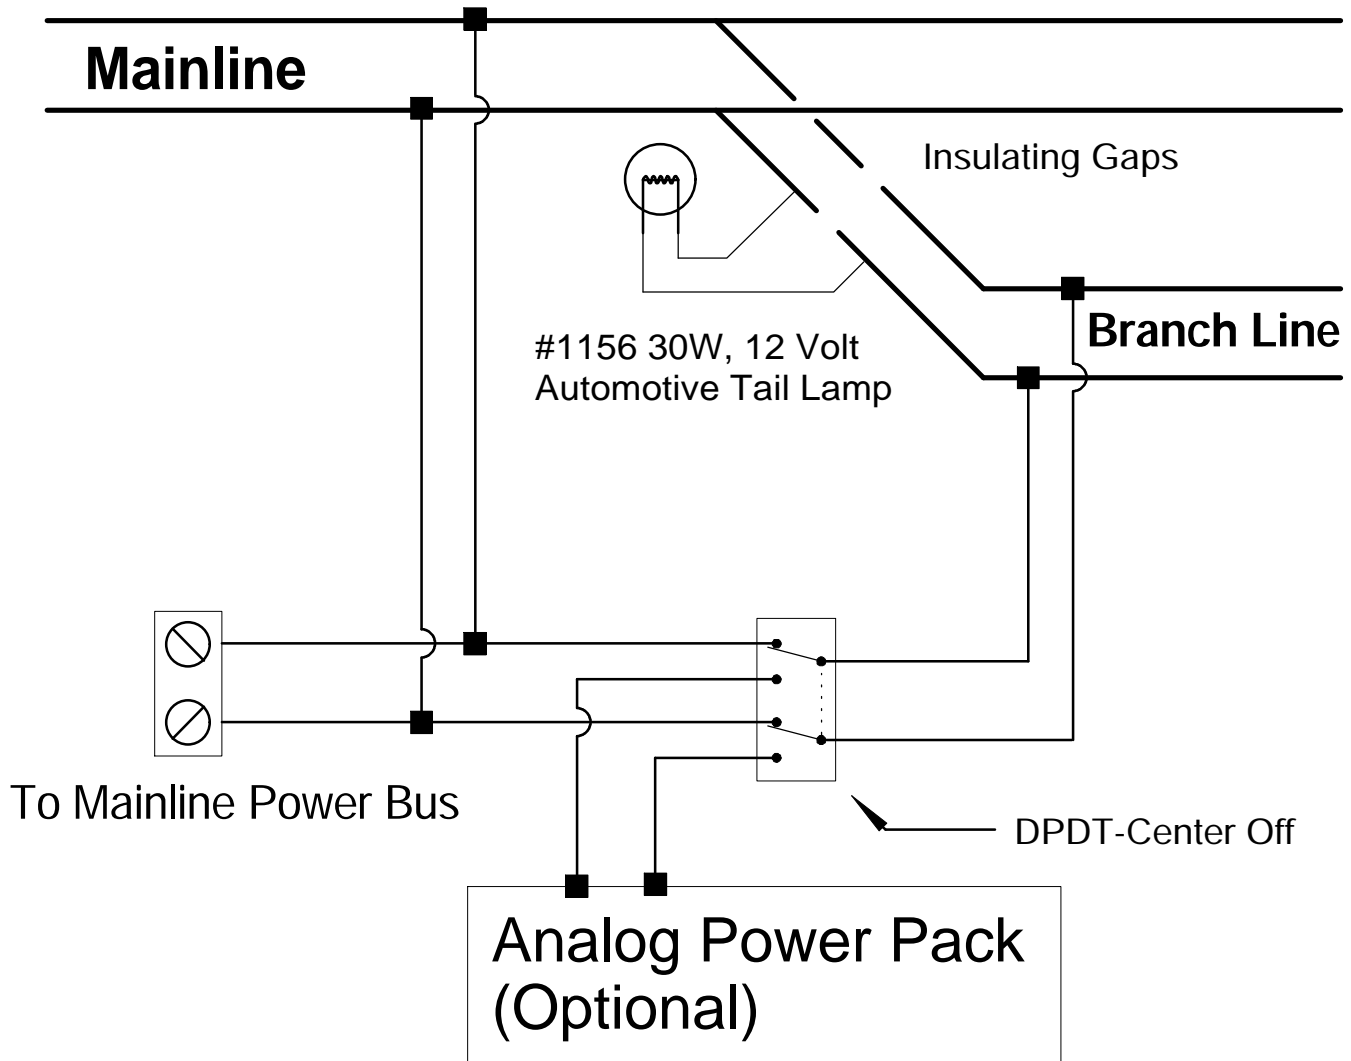 Mainline
Insulating Gaps
Branch Line
#1156 30W, 12 Volt
Automotive Tail Lamp
To Mainline Power Bus
DPDT-Center Off
Analog Power Pack
(Optional)